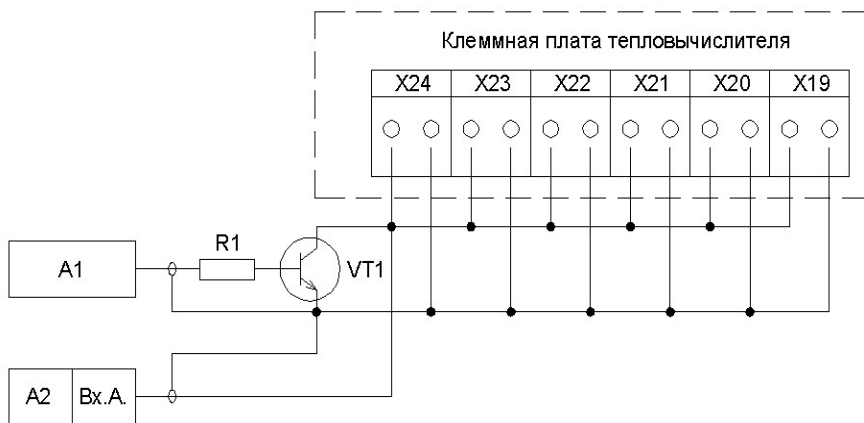 Клеммная плата тепловычислителя
X24 X23 X22 X21 X20 X19
R1
A1
VT1
A2 Вх.А.